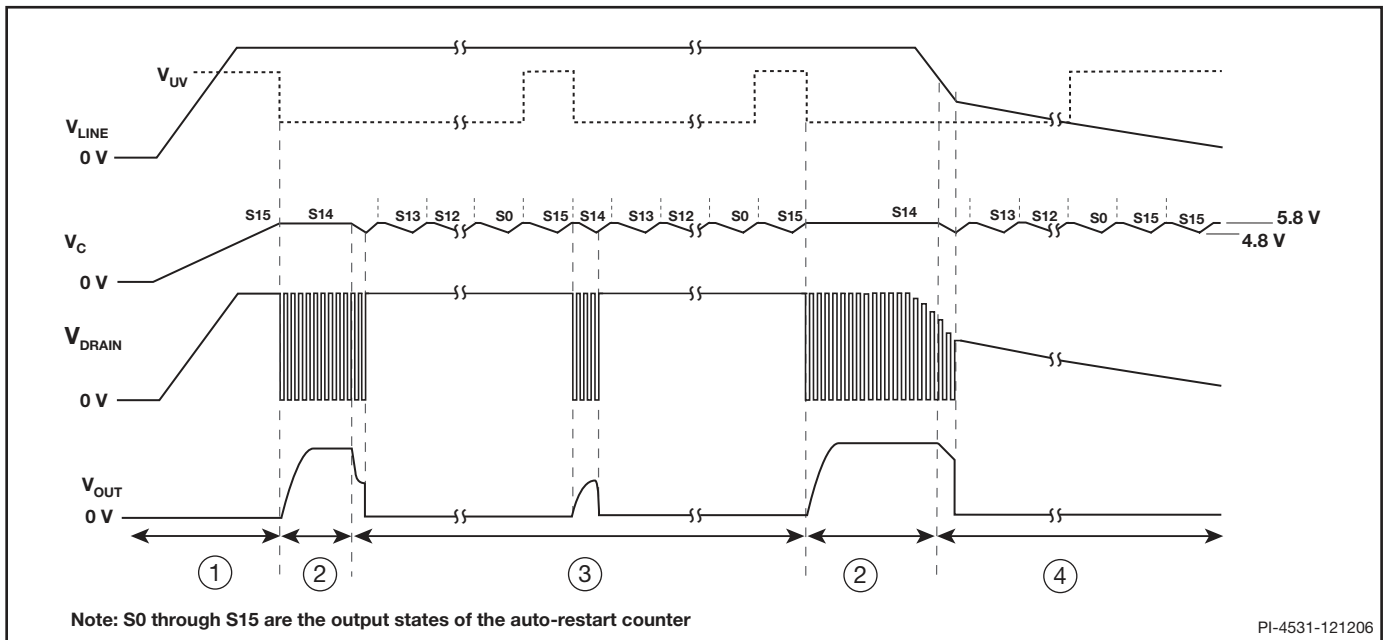 V_UV
V_LINE
0 V
S15 S14 S13 S12 S0 S15 S14 S13 S12 S0 S15 S14 S13 S12 S0 S15 S15
5.8 V
4.8 V
V_C
0 V
V_DRAIN
0 V
V_OUT
0 V
1 2 3 2 4
Note: S0 through S15 are the output states of the auto-restart counter
PI-4531-121206